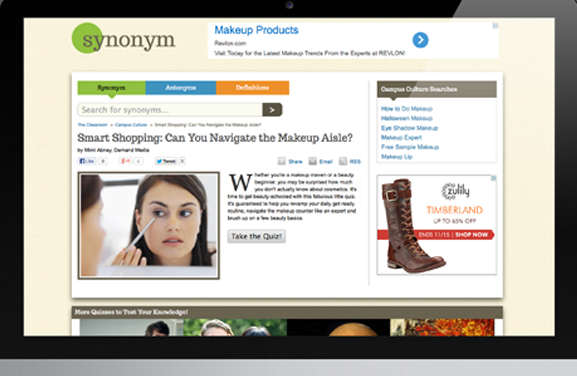 synonym
Makeup Products
Revlon.com
Visit Today for the Latest Makeup Trends From the Experts at REVLON!
Synonym
Antonyms
Definitions
Search for synonyms...
>
The Classroom » Campus Culture » Smart Shopping: Can You Navigate the Makeup Aisle?
Smart Shopping: Can You Navigate the Makeup Aisle?
by Mimi Abney, Demand Media
Like 0
+1 0
Tweet 0
Share
Email
RSS
Whether you're a makeup maven or a beauty
beginner, you may be surprised how much
you don't actually know about cosmetics. It's
time to get beauty-schooled with this fabulous little quiz.
It's guaranteed to help you revamp your daily get-ready
routine, navigate the makeup counter like an expert and
brush up on a few beauty basics.
Take the Quiz!
Campus Culture Searches
How to Do Makeup
Halloween Makeup
Eye Shadow Makeup
Makeup Expert
Free Sample Makeup
Makeup Lip
zulily
TIMBERLAND
UP TO 65% OFF
ENDS 11/15 | SHOP NOW
More Quizzes to Test Your Knowledge!